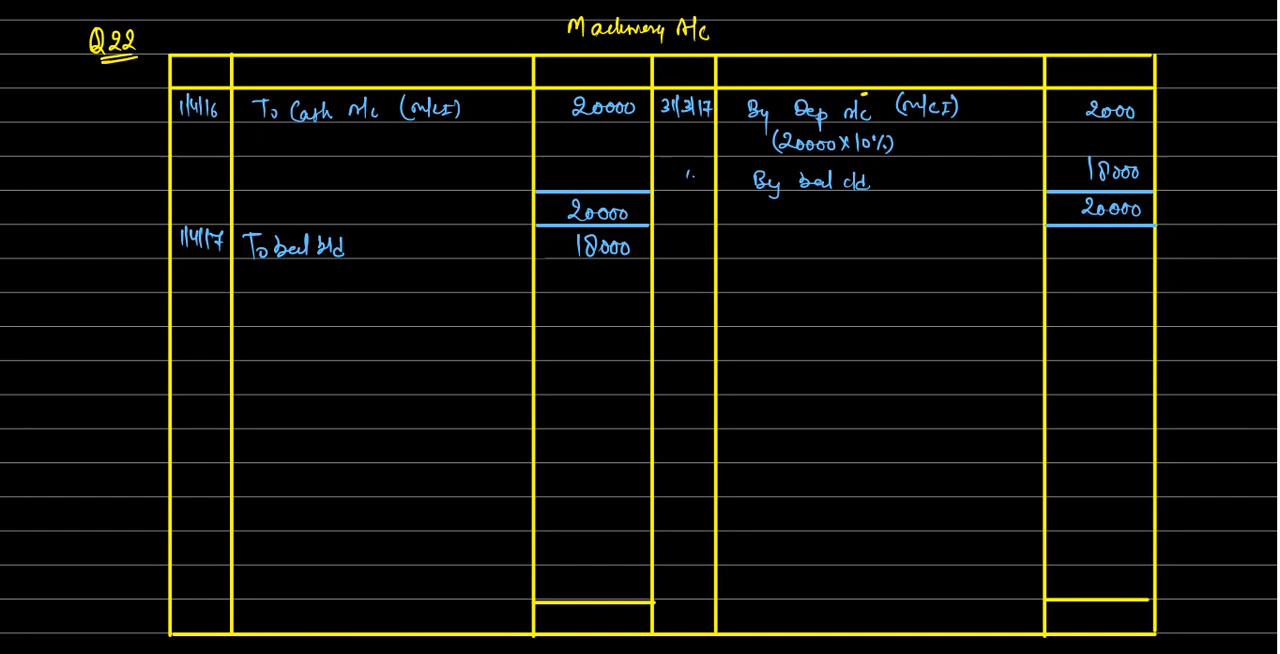 Q22
Machinery A/c
1/4/16 To Cash A/c (M/C I) 20000 31/3/17 By Dep A/c (M/C I) 2000
(20000×10%)
" By bal c/d 18000
20000 20000
1/4/17 To bal b/d 18000